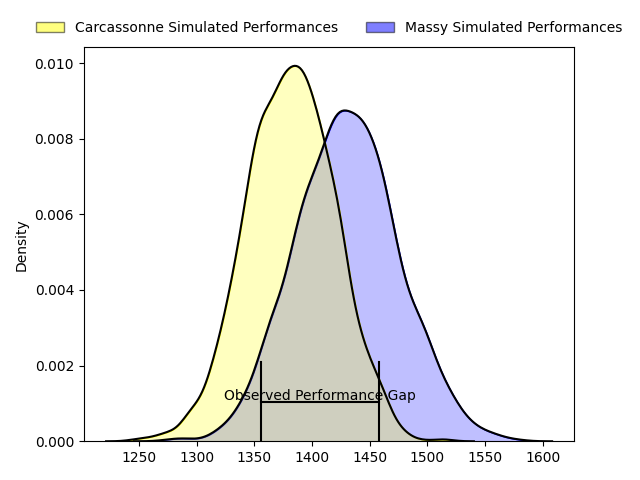 Carcassonne Simulated Performances Massy Simulated Performances
0.010
0.008
0.006
0.004
0.002
0.000
Density
Observed Performance Gap
1250 1300 1350 1400 1450 1500 1550 1600